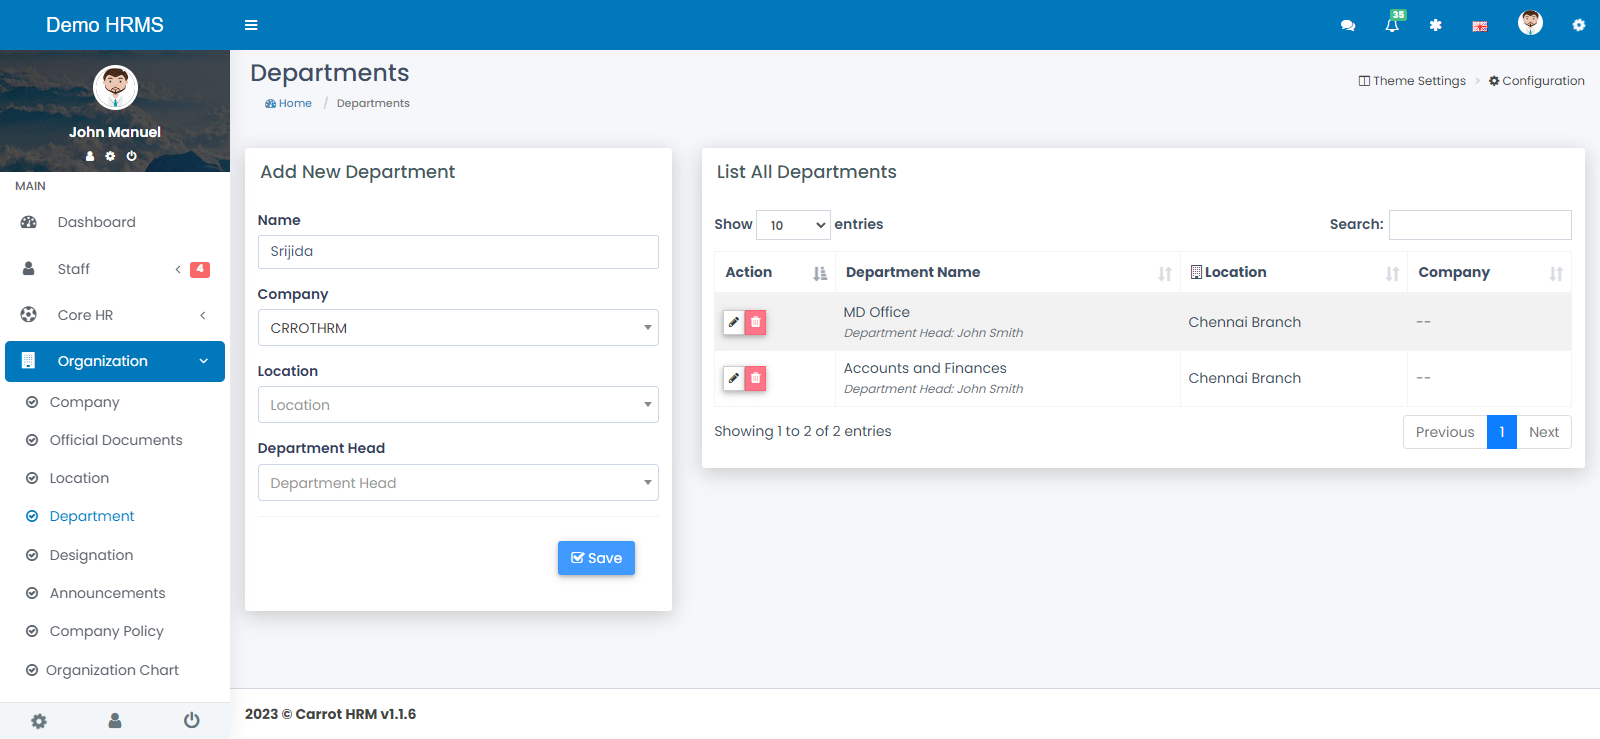 Demo HRMS
35
John Manuel
MAIN
Dashboard
Staff
4
Core HR
Organization
Company
Official Documents
Location
Department
Designation
Announcements
Company Policy
Organization Chart
Departments
Home / Departments
Theme Settings > Configuration
Add New Department
Name
Srijida
Company
CRROTHRM
Location
Location
Department Head
Department Head
Save
List All Departments
Show 10 entries
Search:
Action Department Name Location Company
MD Office
Department Head: John Smith
Chennai Branch
--
Accounts and Finances
Department Head: John Smith
Chennai Branch
--
Showing 1 to 2 of 2 entries
Previous 1 Next
2023 © Carrot HRM v1.1.6